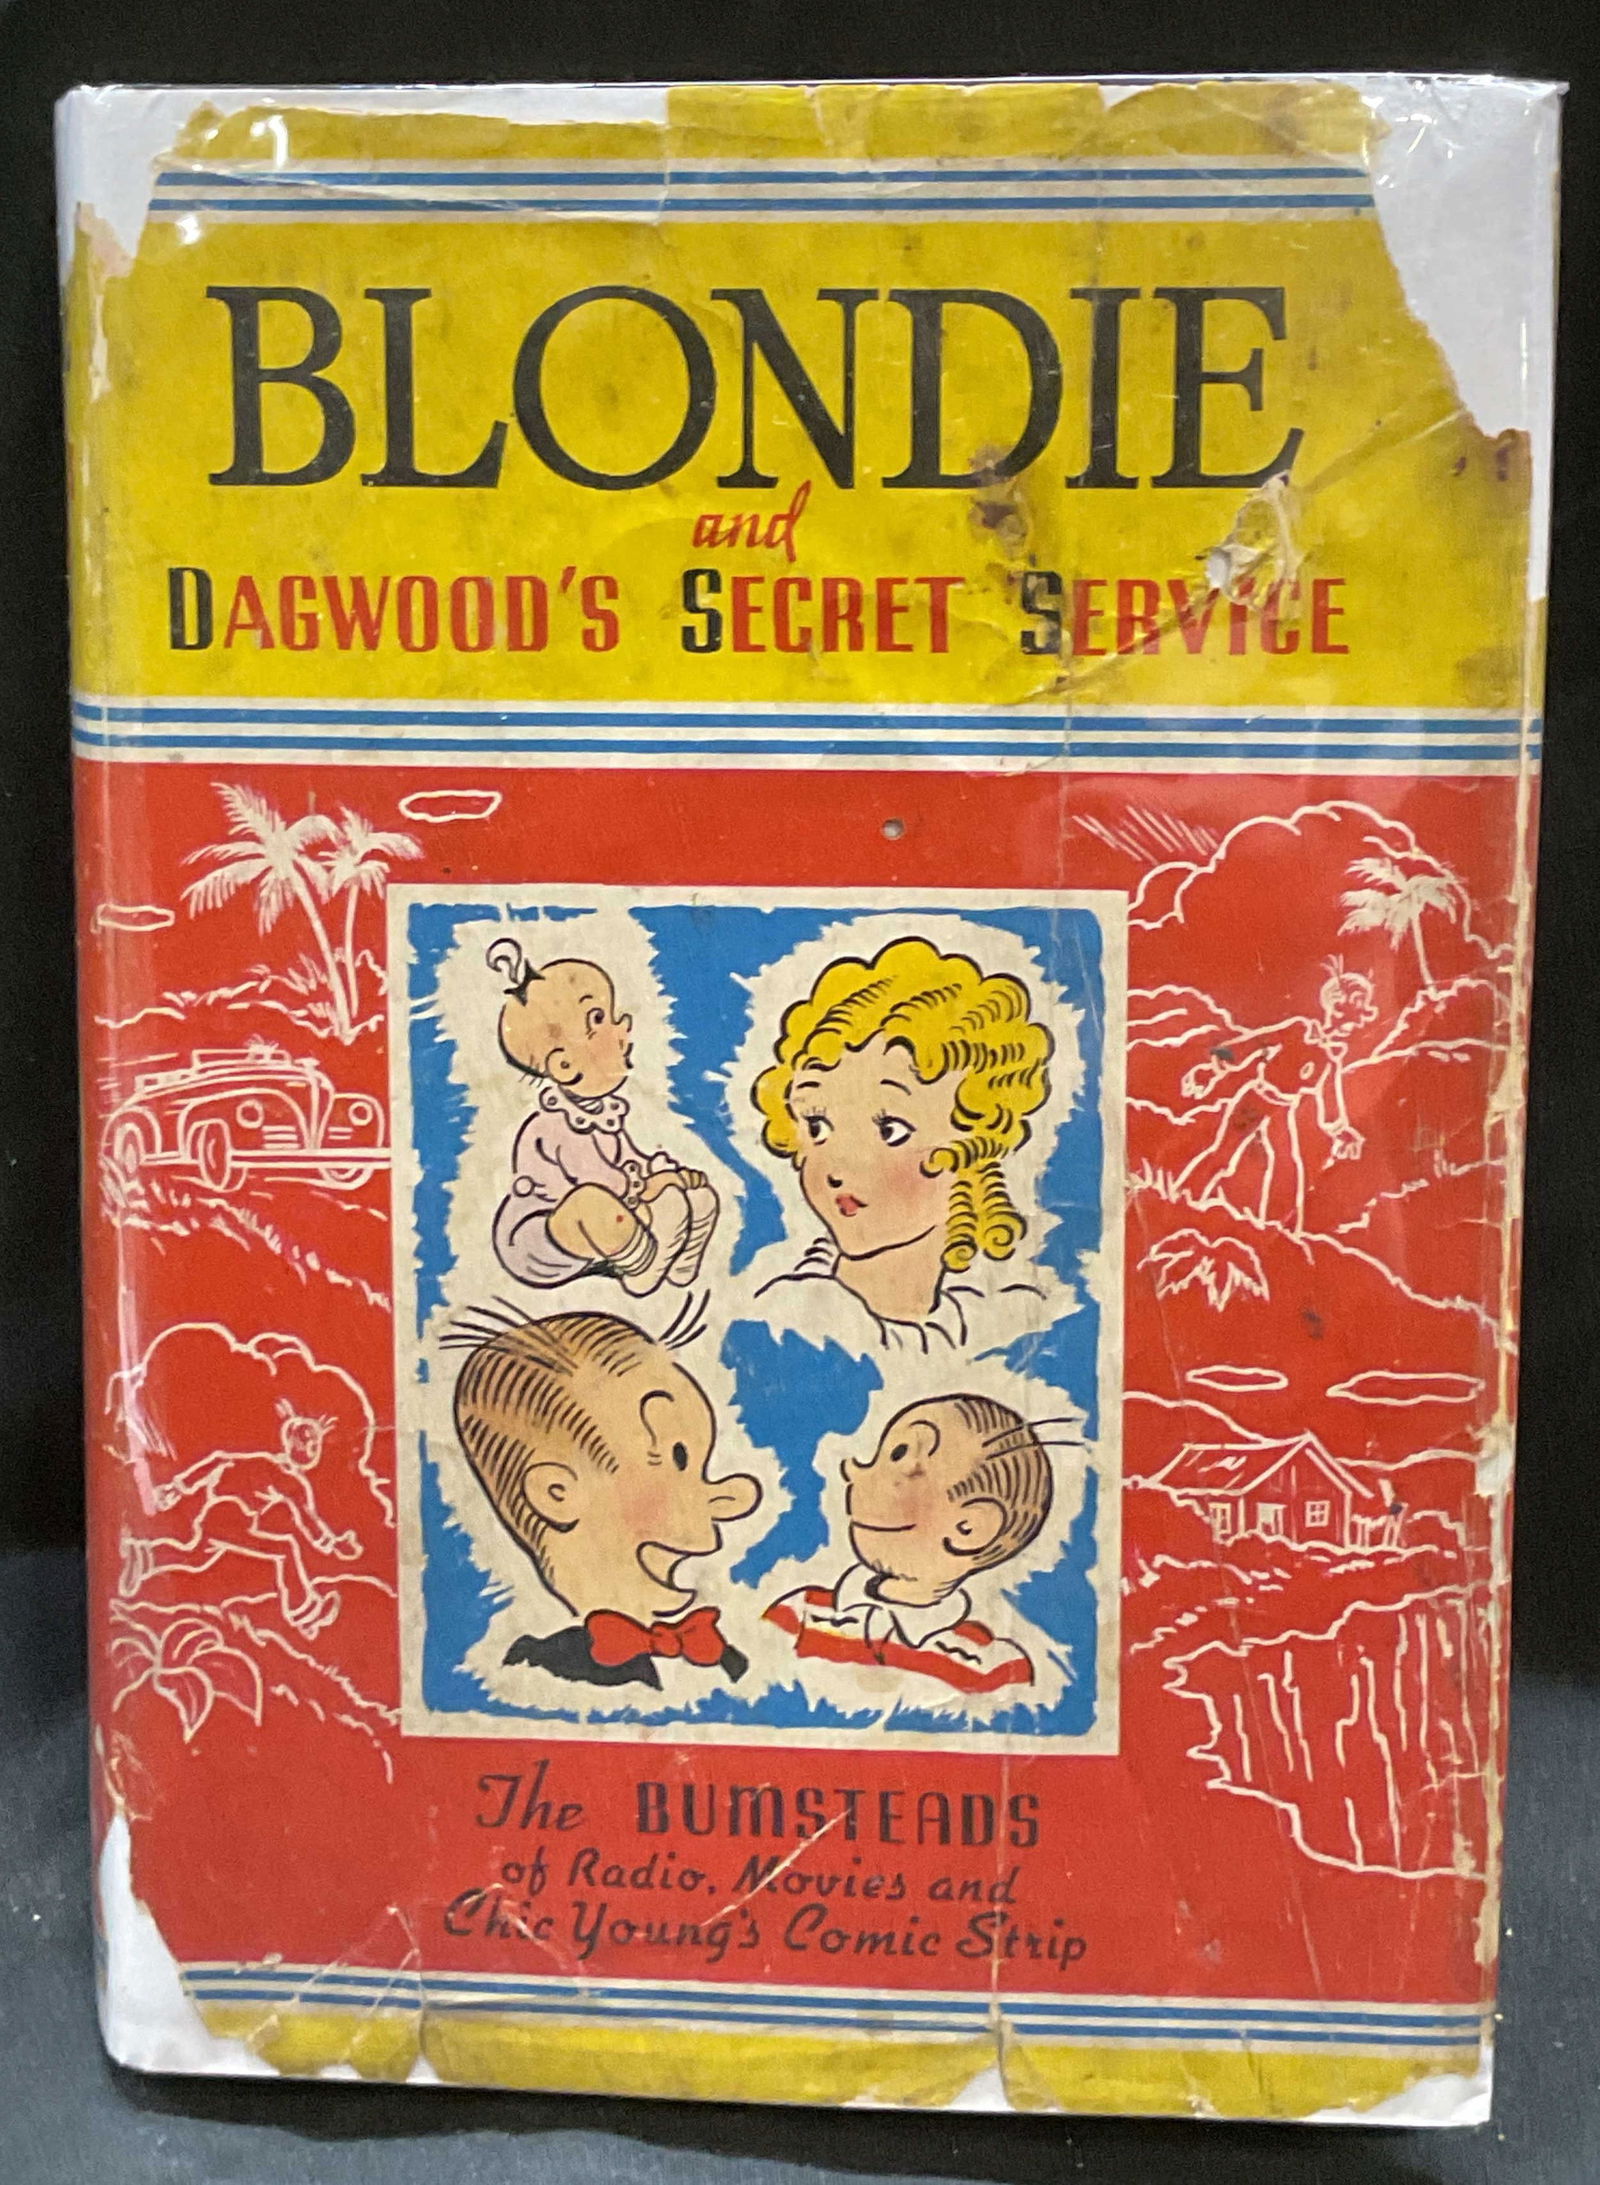 BLONDIE
and
DAGWOOD'S SECRET SERVICE
The BUMSTEADS
of Radio, Movies and
Chic Young's Comic Strip